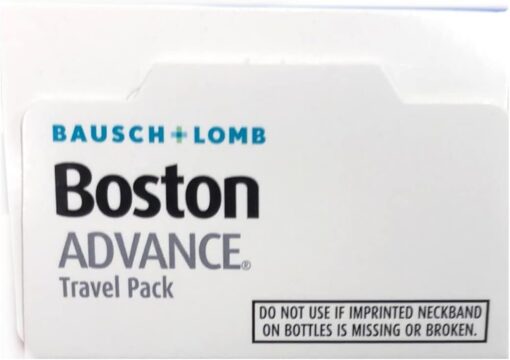 BAUSCH + LOMB
Boston
ADVANCE®
Travel Pack
DO NOT USE IF IMPRINTED NECKBAND
ON BOTTLES IS MISSING OR BROKEN.